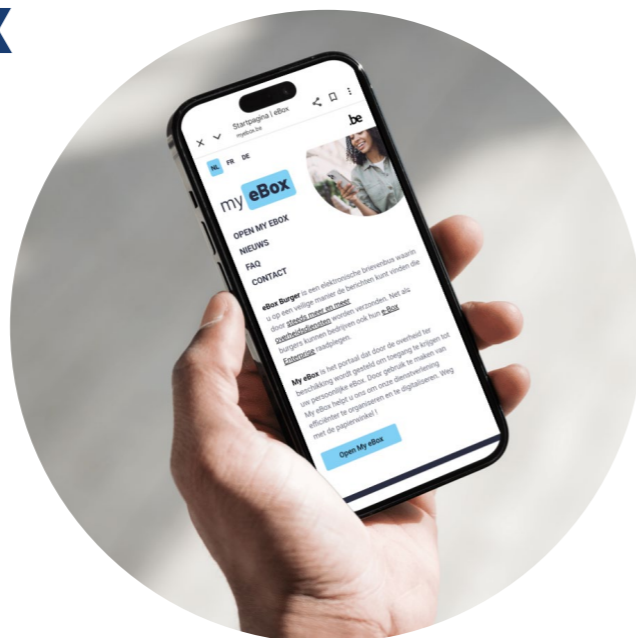 X
Startpagina | eBox
myebox.be
.be
NL FR DE
my eBox
OPEN MY EBOX
NIEUWS
FAQ
CONTACT
eBox Burger is een elektronische brievenbus waarin
u op een veilige manier de berichten kunt vinden die
door steeds meer en meer
overheidsdiensten worden verzonden. Net als
burgers kunnen bedrijven ook hun e-Box
Enterprise raadplegen.
My eBox is het portaal dat door de overheid ter
beschikking wordt gesteld om toegang te krijgen tot
uw persoonlijke eBox. Door gebruik te maken van
My eBox helpt u ons om onze dienstverlening
efficiënter te organiseren en te digitaliseren. Weg
met de papierwinkel !
Open My eBox